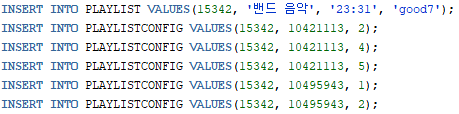 INSERT INTO PLAYLIST VALUES(15342, '밴드 음악', '23:31', 'good7');
INSERT INTO PLAYLISTCONFIG VALUES(15342, 10421113, 2);
INSERT INTO PLAYLISTCONFIG VALUES(15342, 10421113, 4);
INSERT INTO PLAYLISTCONFIG VALUES(15342, 10421113, 5);
INSERT INTO PLAYLISTCONFIG VALUES(15342, 10495943, 1);
INSERT INTO PLAYLISTCONFIG VALUES(15342, 10495943, 2);